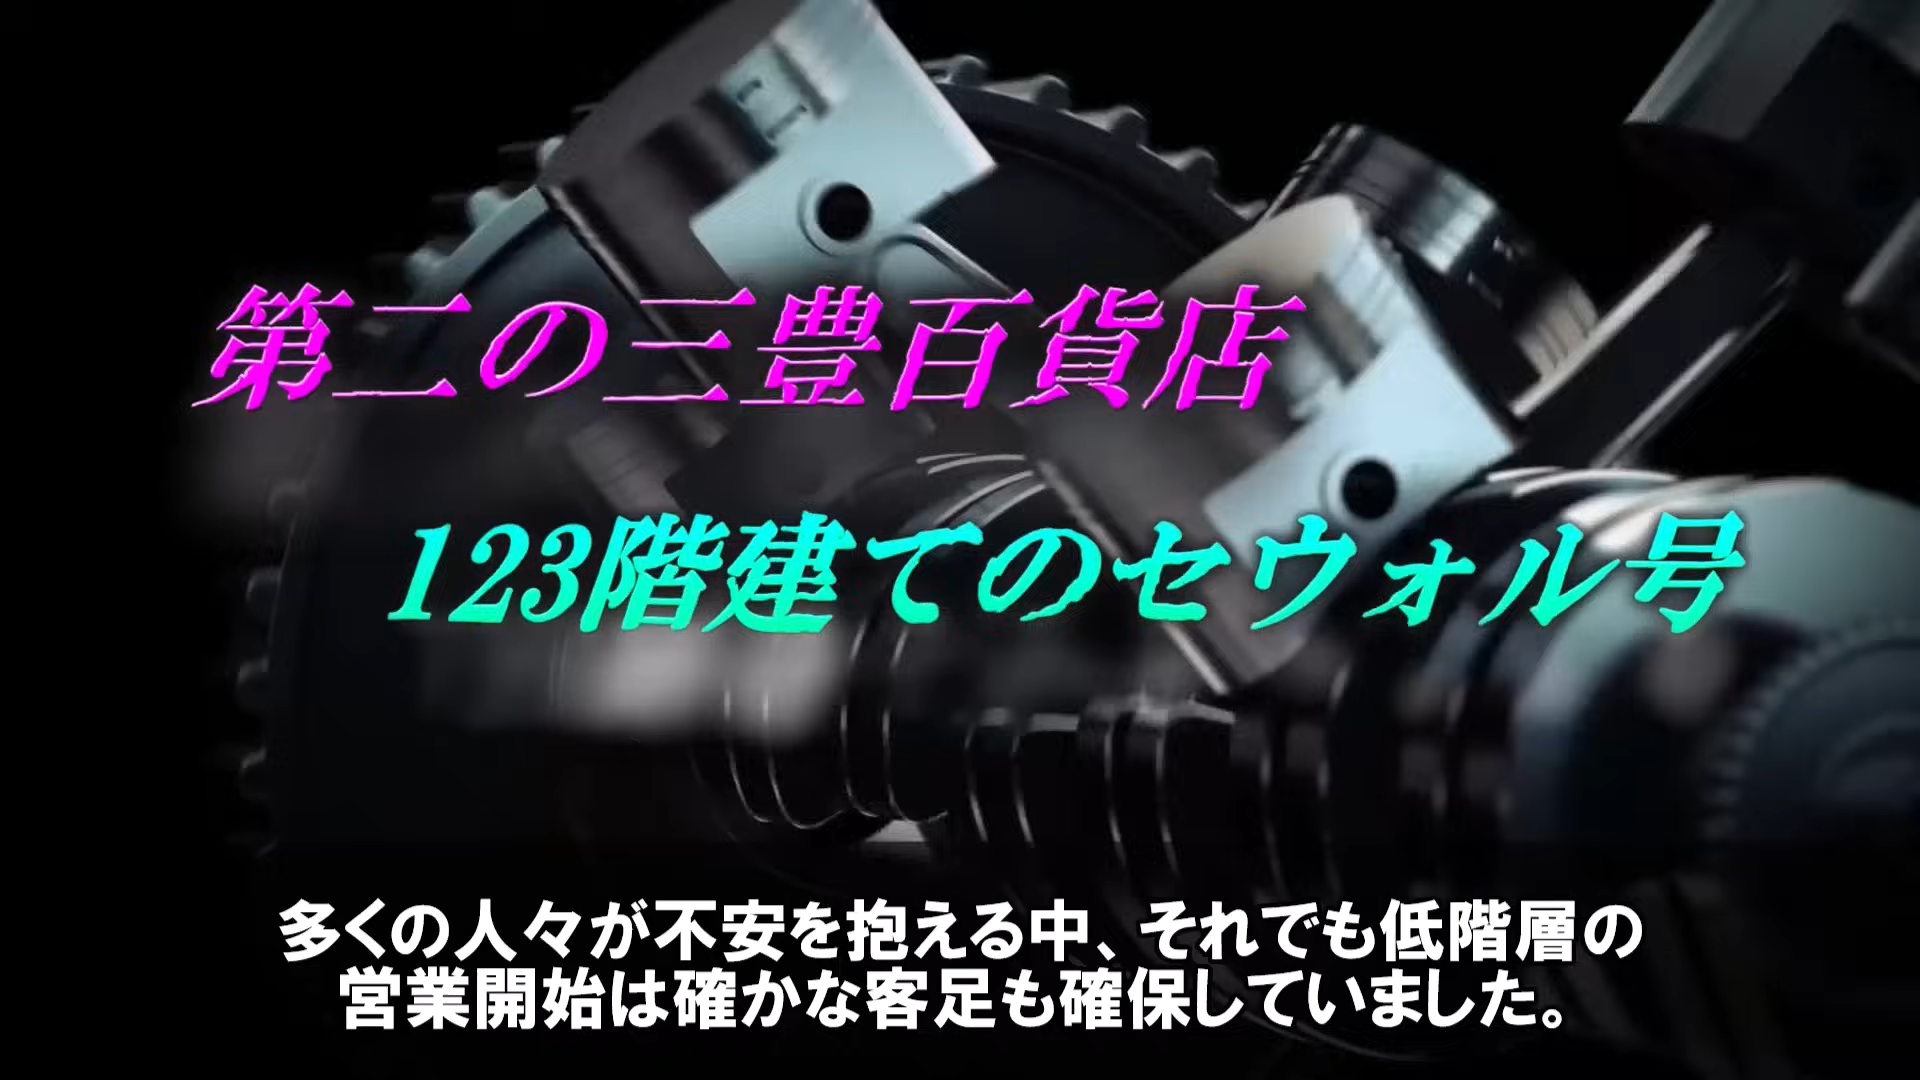 第二の三豊百貨店
123階建てのセウォル号
多くの人々が不安を抱える中、それでも低階層の
営業開始は確かな客足も確保していました。